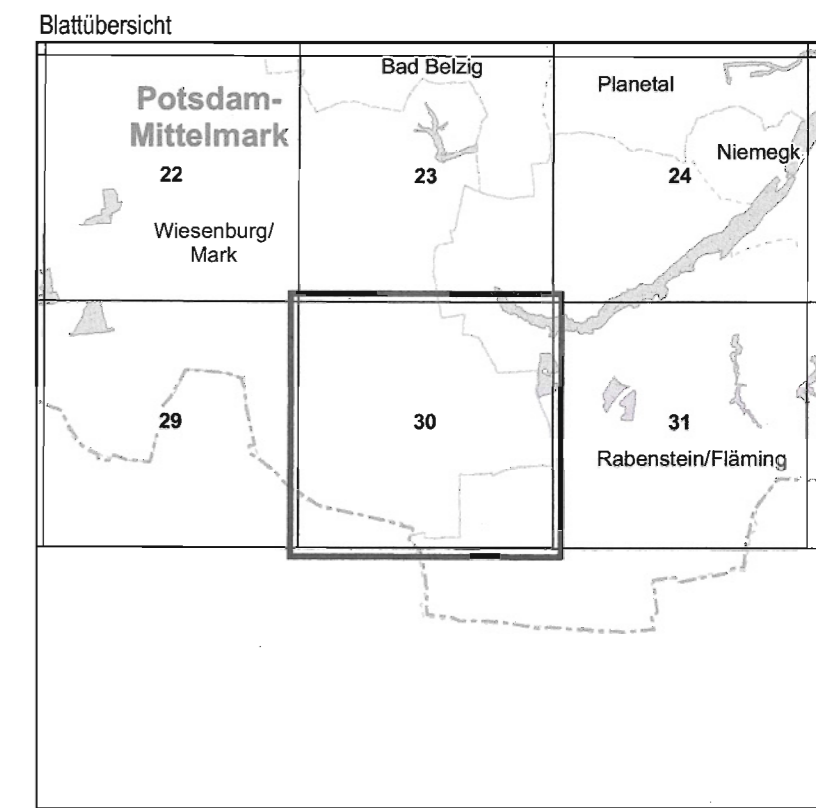 Blattübersicht
Bad Belzig
Planetal
Potsdam-
Mittelmark
Niemegk
22
23
24
Wiesenburg/
Mark
29
30
31
Rabenstein/Fläming